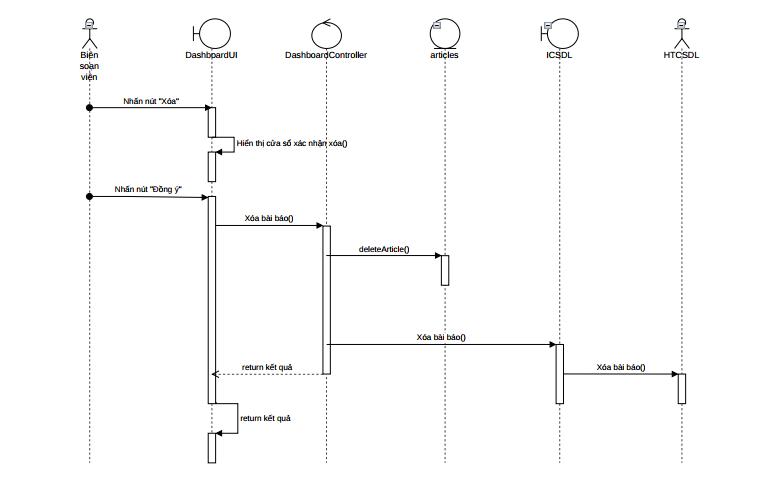 Biên
soạn
viện
DashboardUI
DashboardController
articles
ICSDL
HTCSDL
Nhấn nút "Xóa"
Hiển thị cửa sổ xác nhận xóa()
Nhấn nút "Đồng ý"
Xóa bài báo()
deleteArticle()
Xóa bài báo()
return kết quả
Xóa bài báo()
return kết quả